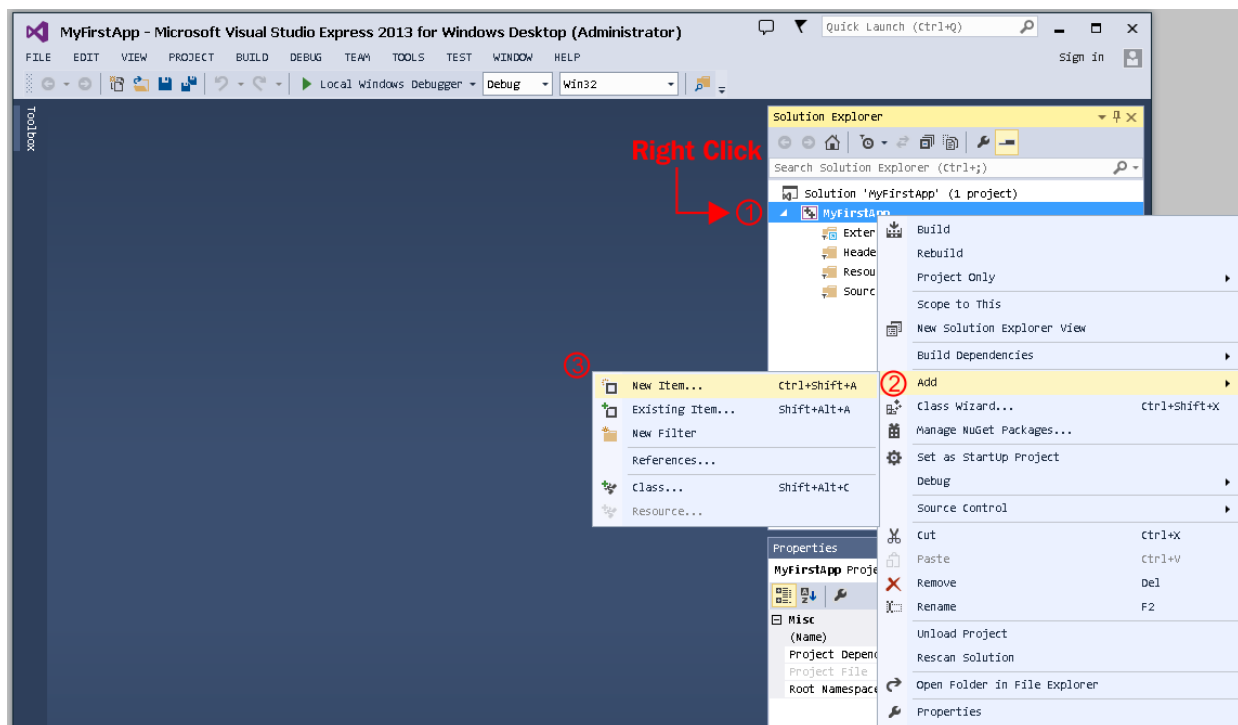 MyFirstApp - Microsoft Visual Studio Express 2013 for Windows Desktop (Administrator)
Quick Launch (Ctrl+Q)
FILE EDIT VIEW PROJECT BUILD DEBUG TEAM TOOLS TEST WINDOW HELP
Sign in
Local Windows Debugger Debug Win32
Toolbox
Solution Explorer
Search Solution Explorer (Ctrl+;)
Solution 'MyFirstApp' (1 project)
Right Click
① MyFirstApp
Exter
Heade
Resou
Sourc
Build
Rebuild
Project Only
Scope to This
New Solution Explorer View
Build Dependencies
② Add
Class Wizard... Ctrl+Shift+X
Manage NuGet Packages...
Set as StartUp Project
Debug
Source Control
Cut Ctrl+X
Paste Ctrl+V
Remove Del
Rename F2
Unload Project
Rescan Solution
Open Folder in File Explorer
Properties
③
New Item... Ctrl+Shift+A
Existing Item... Shift+Alt+A
New Filter
References...
Class... Shift+Alt+C
Resource...
Properties
MyFirstApp Proje
Misc
(Name)
Project Depend
Project File
Root Namespace